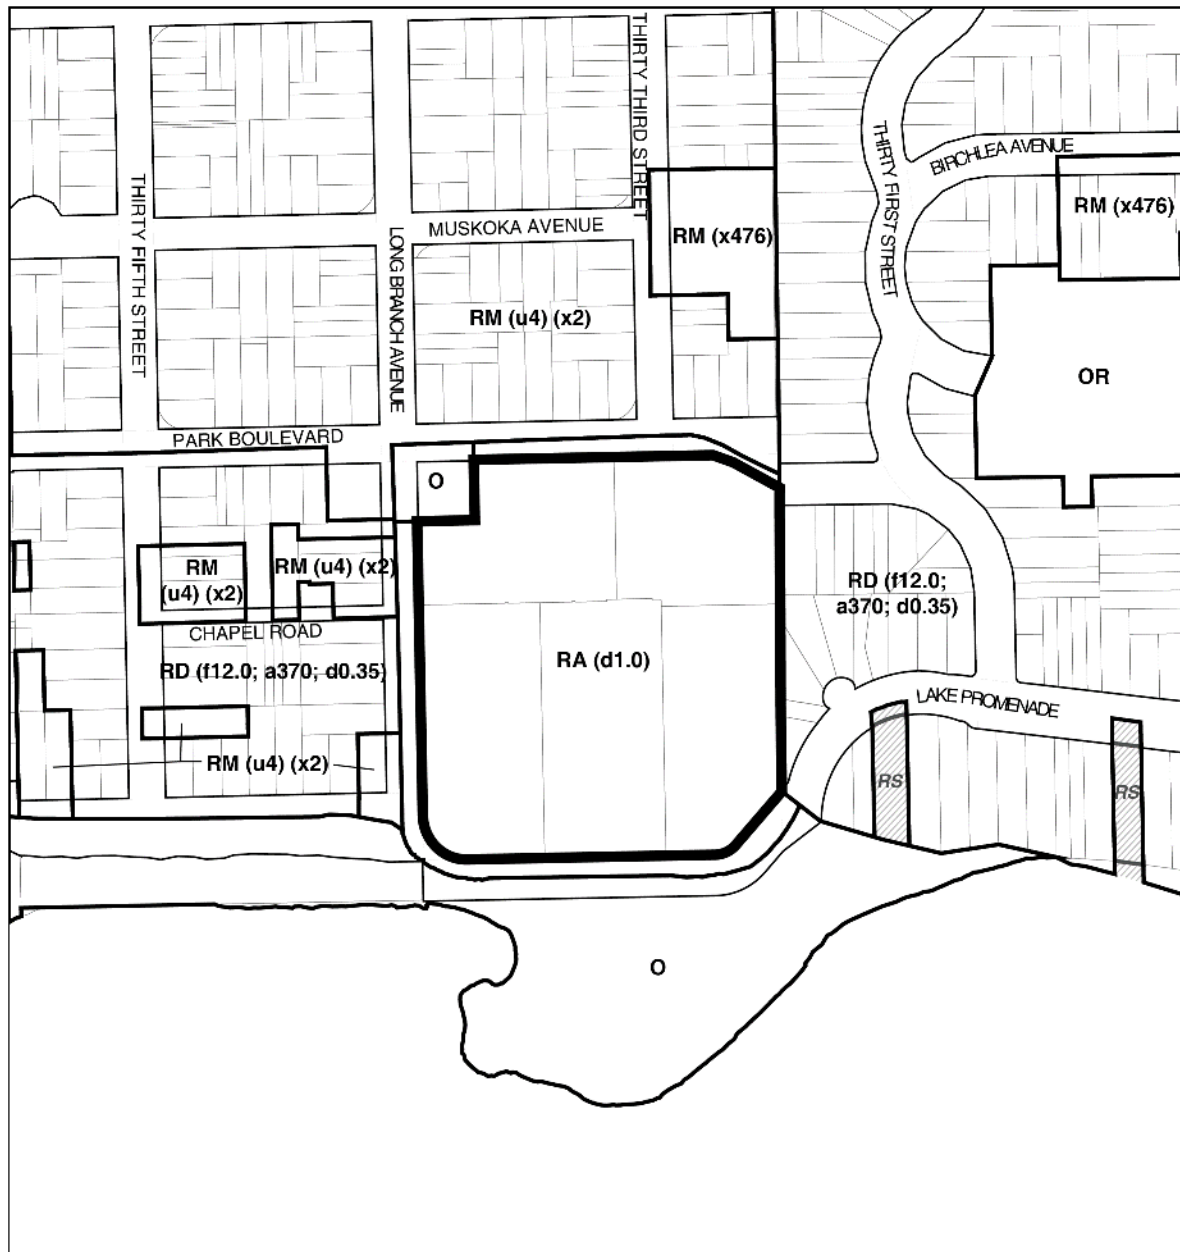 THIRTY THIRD STREET
THIRTY FIRST STREET
BIRCHLEA AVENUE
THIRTY FIFTH STREET
RM (x476)
RM (x476)
MUSKOKA AVENUE
LONG BRANCH AVENUE
RM (u4) (x2)
OR
PARK BOULEVARD
O
RM
(u4) (x2)
RM (u4) (x2)
RD (f12.0;
a370; d0.35)
CHAPEL ROAD
RA (d1.0)
RD (f12.0; a370; d0.35)
LAKE PROMENADE
RM (u4) (x2)
RS
RS
O